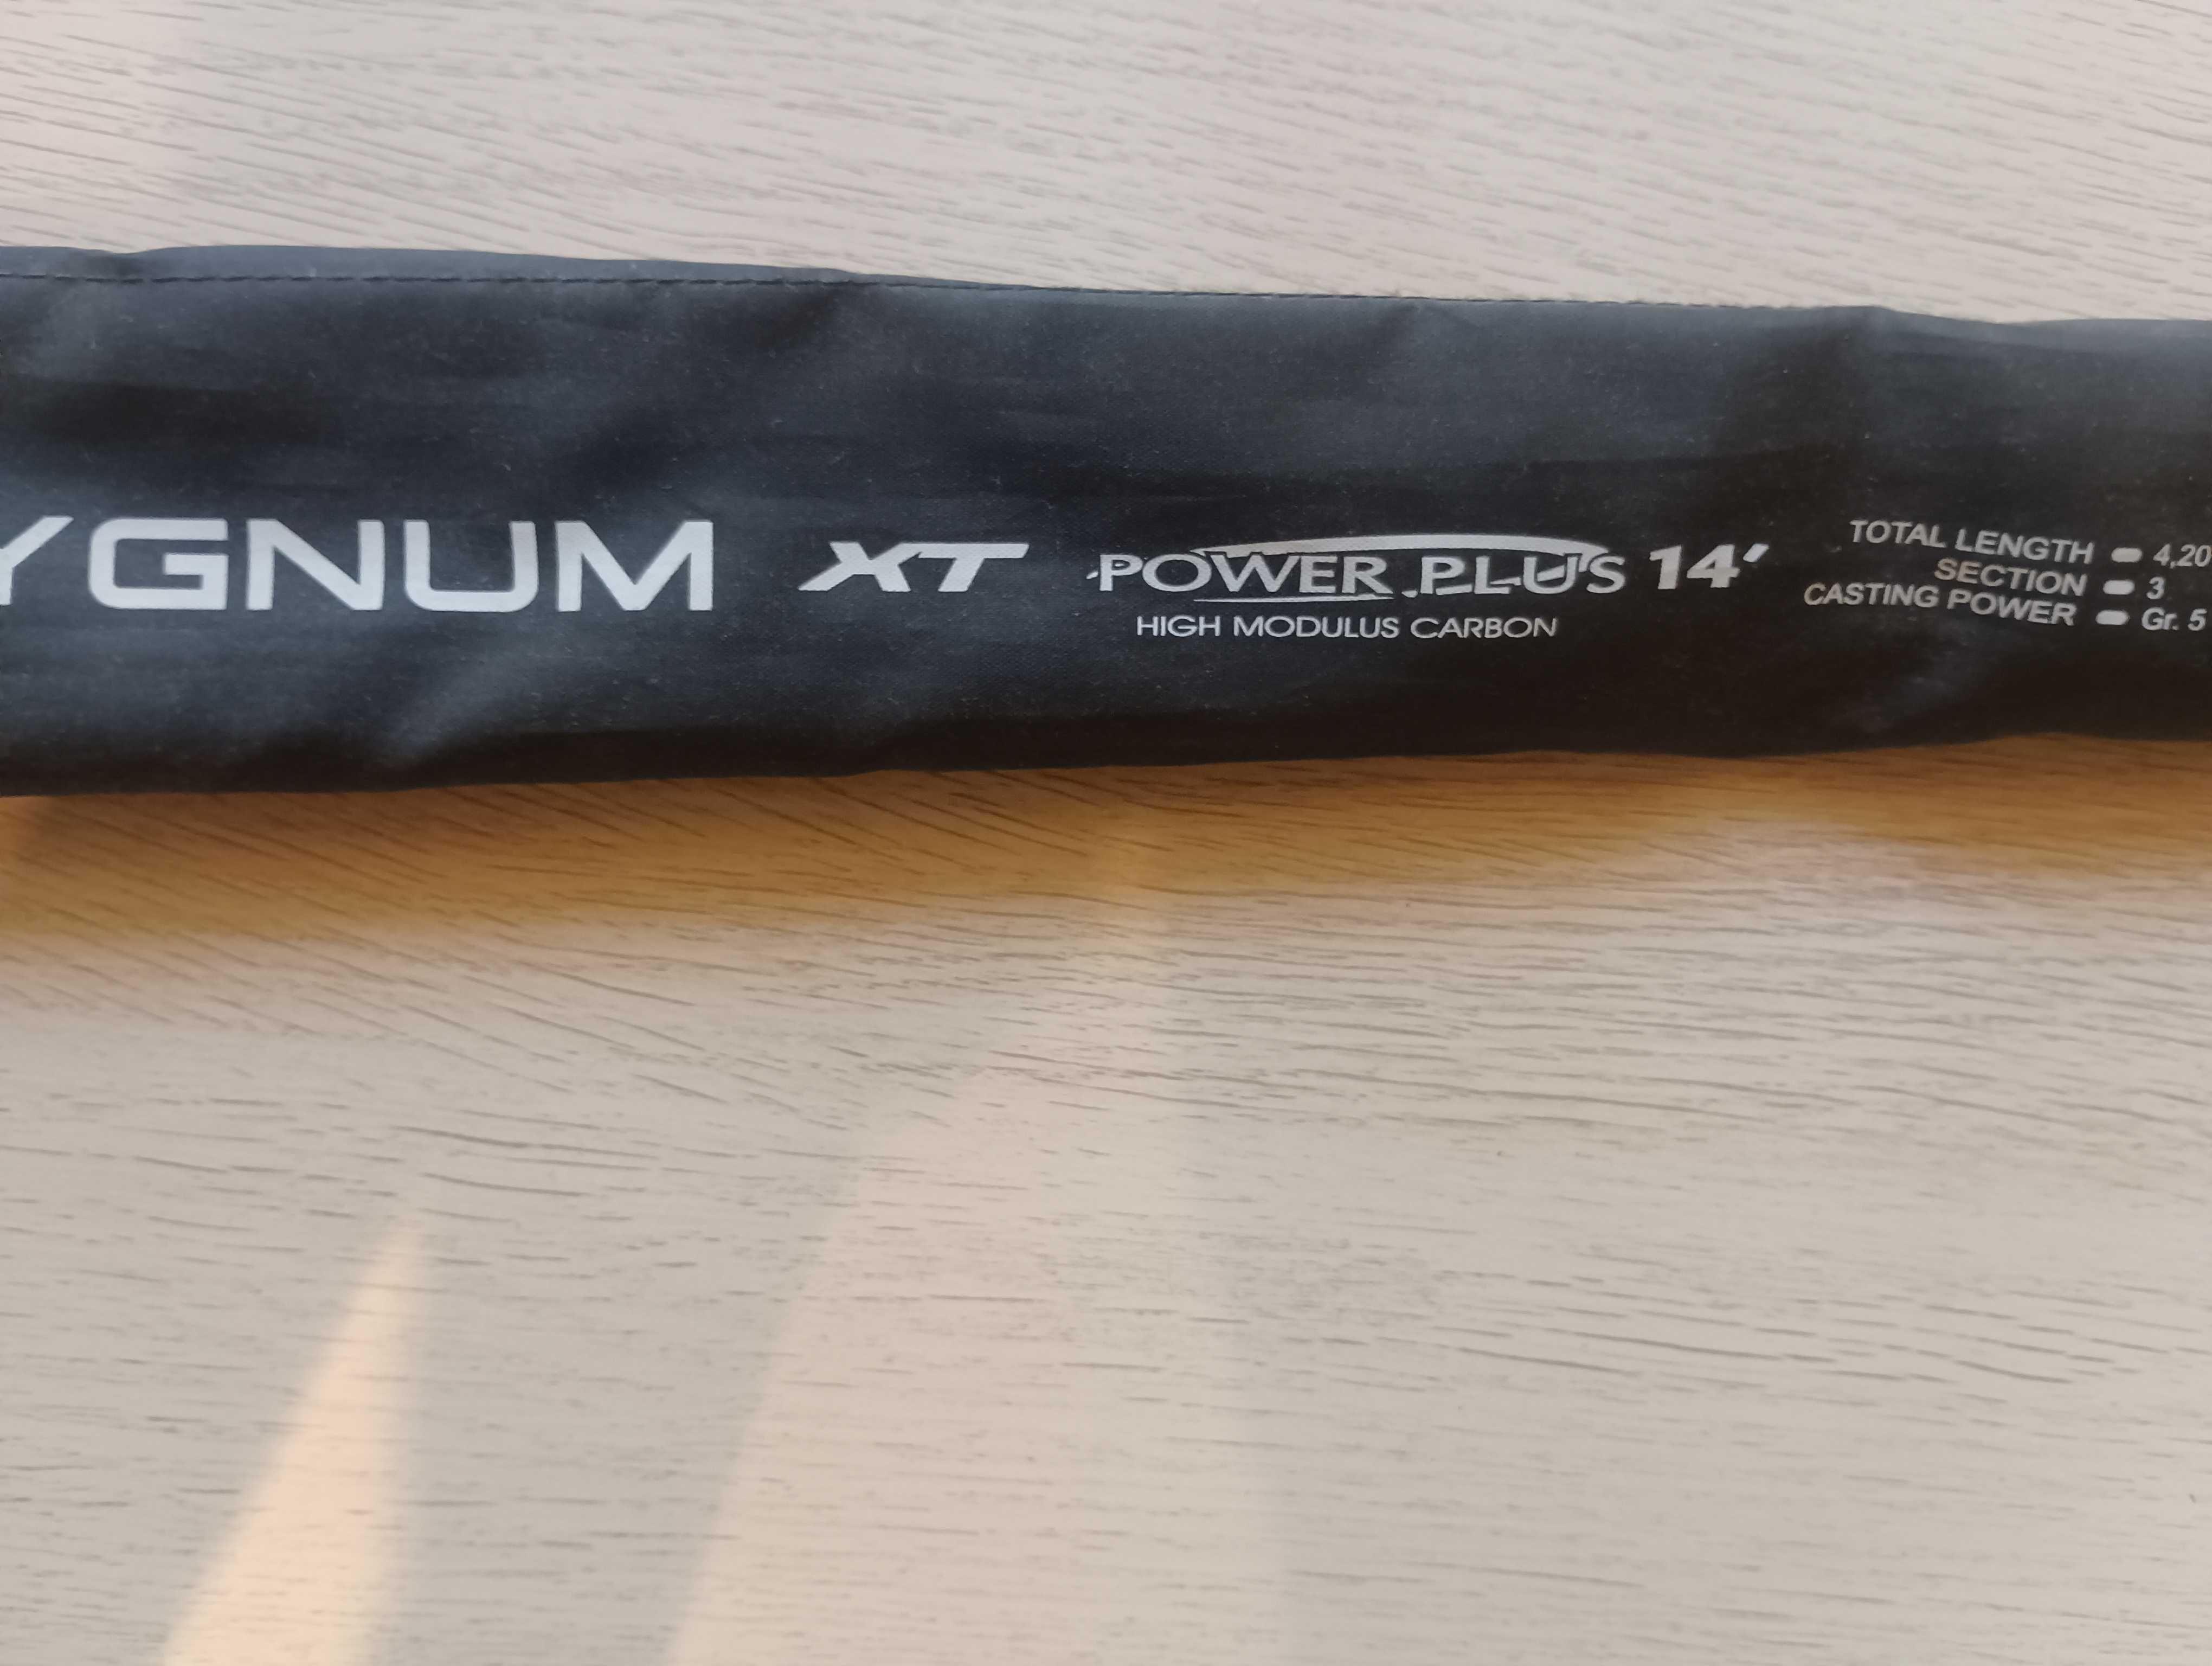 YGNUM XT POWER PLUS 14'
HIGH MODULUS CARBON
TOTAL LENGTH - 4,20
SECTION - 3
CASTING POWER - Gr. 5